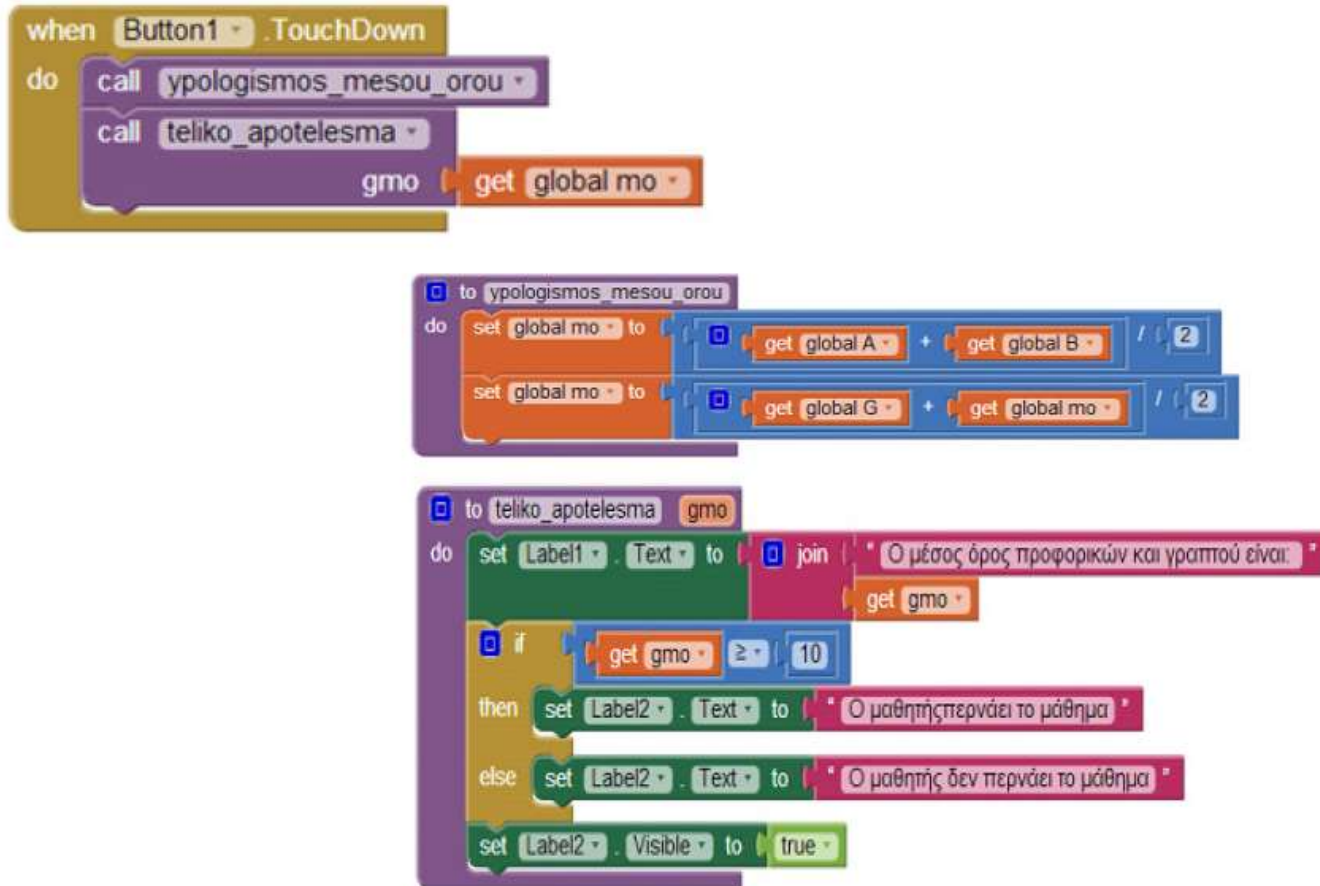 when Button1 .TouchDown
do call ypologismos_mesou_orou
call teliko_apotelesma
gmo get global mo
to ypologismos_mesou_orou
do set global mo to get global A + get global B / 2
set global mo to get global G + get global mo / 2
to teliko_apotelesma gmo
do set Label1 . Text to join " Ο μέσος όρος προφορικών και γραπτού είναι: "
get gmo
if get gmo ≥ 10
then set Label2 . Text to " Ο μαθητήςπερνάει το μάθημα "
else set Label2 . Text to " Ο μαθητής δεν περνάει το μάθημα "
set Label2 . Visible to true